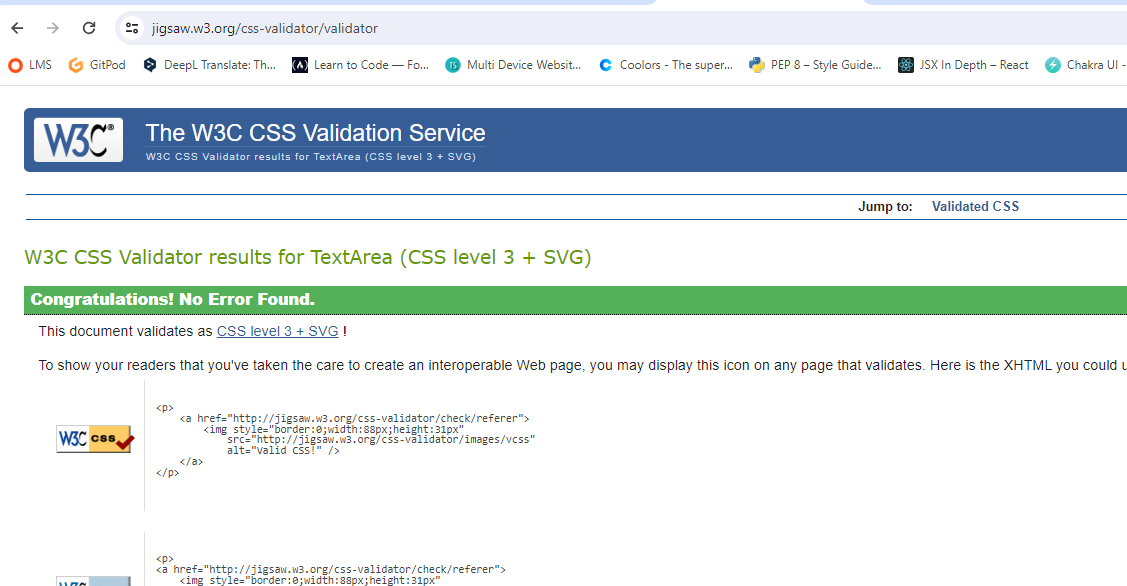 jigsaw.w3.org/css-validator/validator
LMS GitPod DeepL Translate: Th... Learn to Code — Fo... TS Multi Device Websit... Coolors - The super... PEP 8 – Style Guide... JSX In Depth – React Chakra UI -
W3C® The W3C CSS Validation Service
W3C CSS Validator results for TextArea (CSS level 3 + SVG)
Jump to: Validated CSS
W3C CSS Validator results for TextArea (CSS level 3 + SVG)
Congratulations! No Error Found.
This document validates as CSS level 3 + SVG !
To show your readers that you've taken the care to create an interoperable Web page, you may display this icon on any page that validates. Here is the XHTML you could u
W3C css
<p>
<a href="http://jigsaw.w3.org/css-validator/check/referer">
<img style="border:0;width:88px;height:31px"
src="http://jigsaw.w3.org/css-validator/images/vcss"
alt="Valid CSS!" />
</a>
</p>
<p>
<a href="http://jigsaw.w3.org/css-validator/check/referer">
<img style="border:0;width:88px;height:31px"